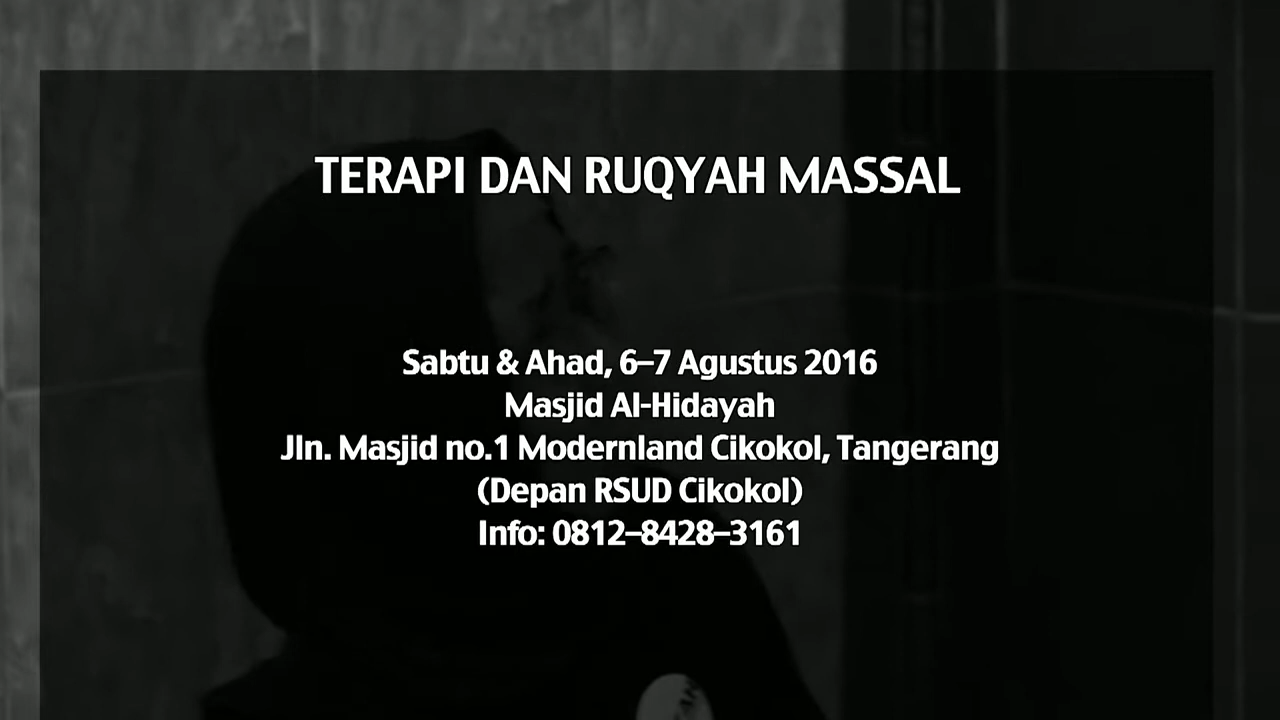 TERAPI DAN RUQYAH MASSAL
Sabtu & Ahad, 6–7 Agustus 2016
Masjid Al-Hidayah
Jln. Masjid no.1 Modernland Cikokol, Tangerang
(Depan RSUD Cikokol)
Info: 0812–8428–3161